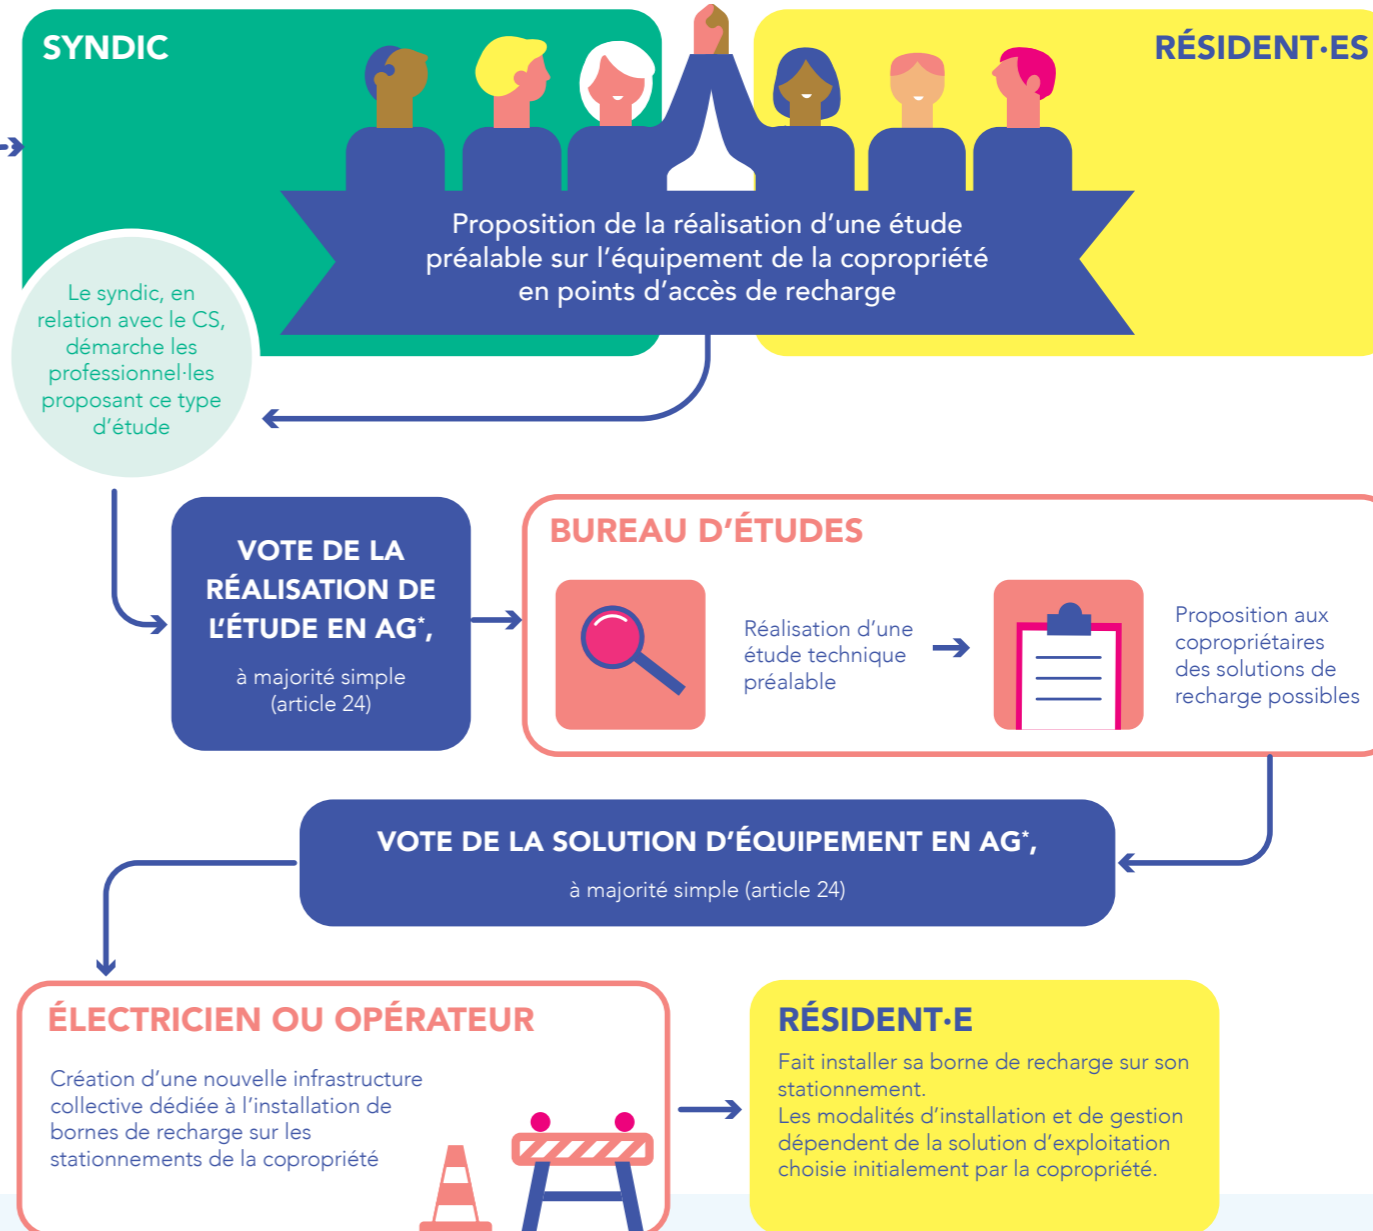 SYNDIC
RÉSIDENT·ES
Proposition de la réalisation d'une étude
préalable sur l'équipement de la copropriété
en points d'accès de recharge
Le syndic, en
relation avec le CS,
démarche les
professionnel·les
proposant ce type
d'étude
VOTE DE LA
RÉALISATION DE
L'ÉTUDE EN AG*,
à majorité simple
(article 24)
BUREAU D'ÉTUDES
Réalisation d'une
étude technique
préalable
Proposition aux
copropriétaires
des solutions de
recharge possibles
VOTE DE LA SOLUTION D'ÉQUIPEMENT EN AG*,
à majorité simple (article 24)
ÉLECTRICIEN OU OPÉRATEUR
Création d'une nouvelle infrastructure
collective dédiée à l'installation de
bornes de recharge sur les
stationnements de la copropriété
RÉSIDENT·E
Fait installer sa borne de recharge sur son
stationnement.
Les modalités d'installation et de gestion
dépendent de la solution d'exploitation
choisie initialement par la copropriété.